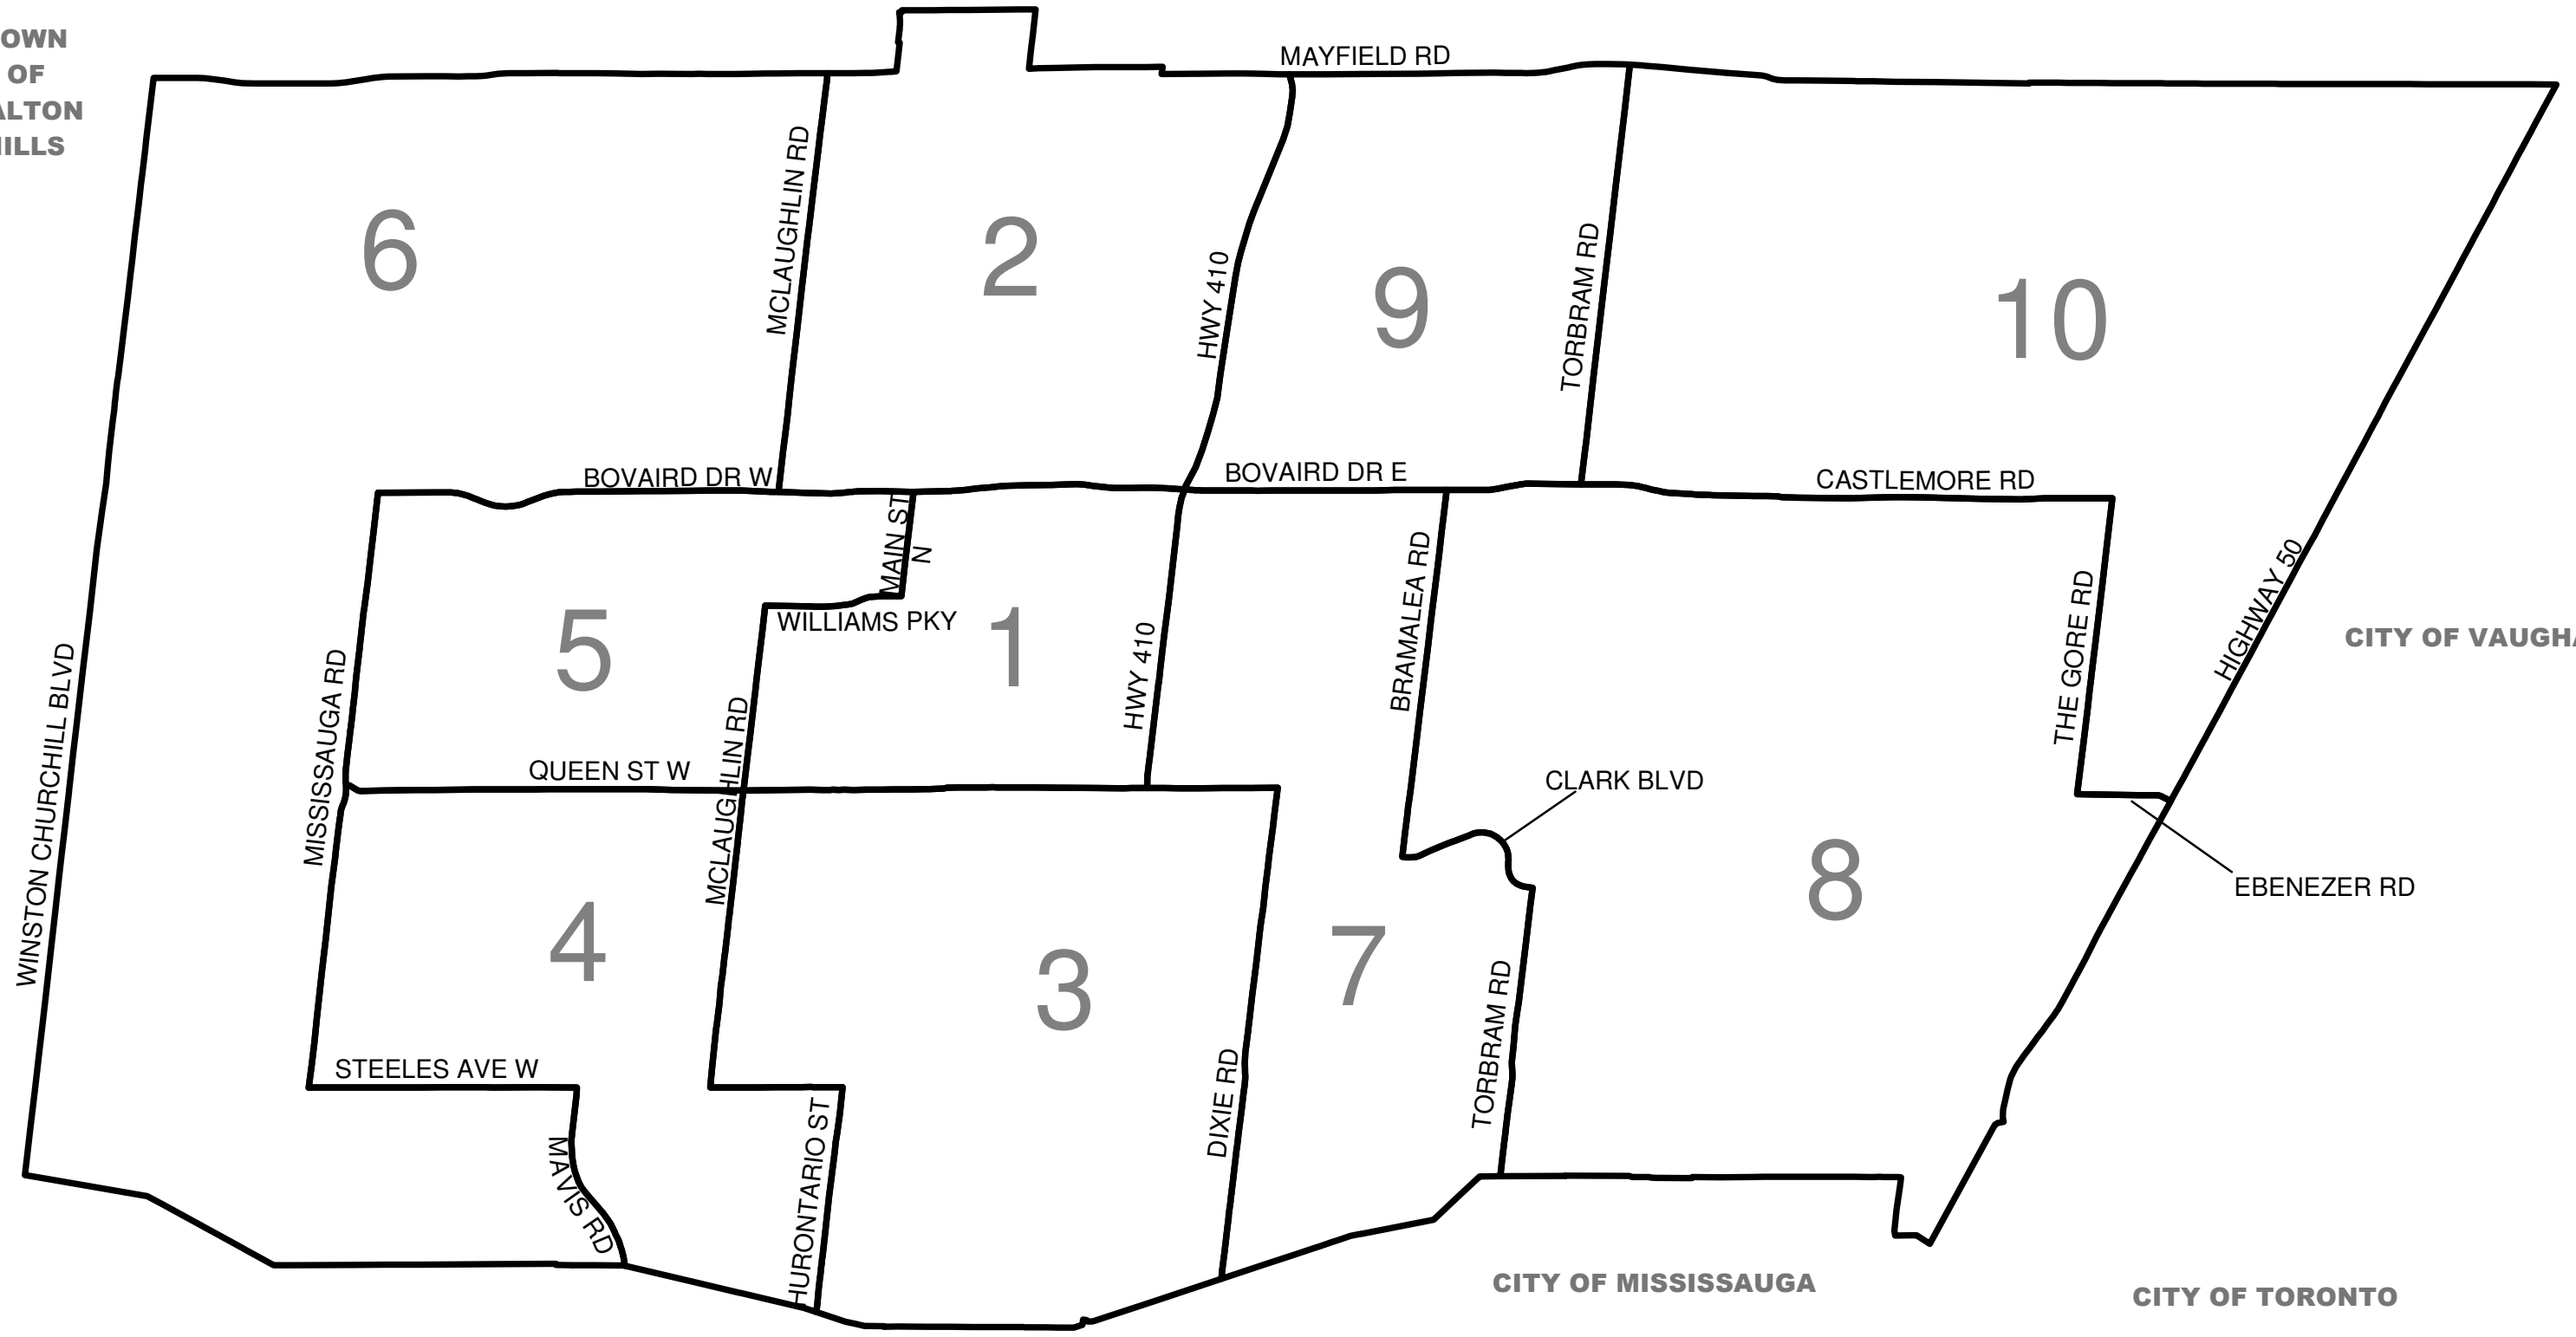 OWN
OF
ALTON
HILLS
MAYFIELD RD
MCLAUGHLIN RD
6
2
HWY 410
9
TORBRAM RD
10
BOVAIRD DR W
BOVAIRD DR E
CASTLEMORE RD
MAIN ST
N
WILLIAMS PKY
5
1
HWY 410
BRAMALEA RD
THE GORE RD
HIGHWAY 50
CITY OF VAUGHA
WINSTON CHURCHILL BLVD
MISSISSAUGA RD
QUEEN ST W
MCLAUGHLIN RD
CLARK BLVD
8
EBENEZER RD
4
3
7
TORBRAM RD
STEELES AVE W
MAVIS RD
HURONTARIO ST
DIXIE RD
CITY OF MISSISSAUGA
CITY OF TORONTO